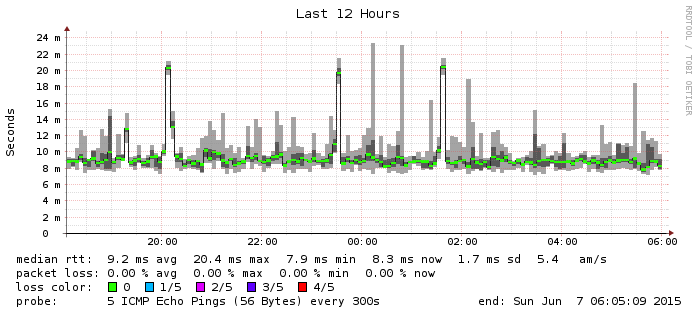 Last 12 Hours
RRDTOOL / TOBI OETIKER
Seconds
24 m
22 m
20 m
18 m
16 m
14 m
12 m
10 m
8 m
6 m
4 m
2 m
0
20:00 22:00 00:00 02:00 04:00 06:00
median rtt: 9.2 ms avg 20.4 ms max 7.9 ms min 8.3 ms now 1.7 ms sd 5.4 am/s
packet loss: 0.00 % avg 0.00 % max 0.00 % min 0.00 % now
loss color: 0 1/5 2/5 3/5 4/5
probe: 5 ICMP Echo Pings (56 Bytes) every 300s end: Sun Jun 7 06:05:09 2015